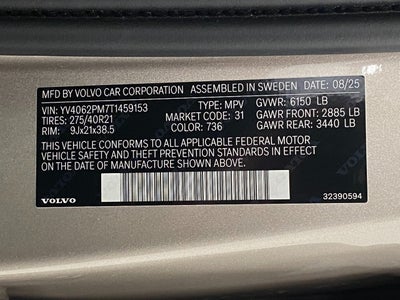 MFD BY VOLVO CAR CORPORATION ASSEMBLED IN SWEDEN 08/25
VIN: YV4062PM7T1459153 TYPE: MPV GVWR: 6150 LB
TIRES: 275/40R21 MARKET CODE: 31 GAWR FRONT: 2885 LB
RIM: 9Jx21x38.5 COLOR: 736 GAWR REAR: 3440 LB
THIS VEHICLE CONFORMS TO ALL APPLICABLE FEDERAL MOTOR
VEHICLE SAFETY, BUMPER, AND THEFT PREVENTION
STANDARDS IN EFFECT ON THE
DATE OF MANUFACTURE SHOWN ABOVE.
VOLVO 32390594